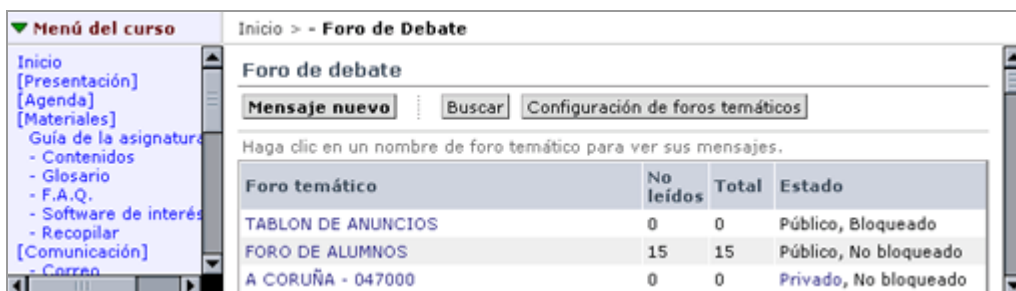 Menú del curso
Inicio > - Foro de Debate
Inicio
[Presentación]
[Agenda]
[Materiales]
Guía de la asignatura
- Contenidos
- Glosario
- F.A.Q.
- Software de interés
- Recopilar
[Comunicación]
- Correo
Foro de debate
Mensaje nuevo Buscar Configuración de foros temáticos
Haga clic en un nombre de foro temático para ver sus mensajes.
Foro temático No leídos Total Estado
TABLON DE ANUNCIOS 0 0 Público, Bloqueado
FORO DE ALUMNOS 15 15 Público, No bloqueado
A CORUÑA - 047000 0 0 Privado, No bloqueado